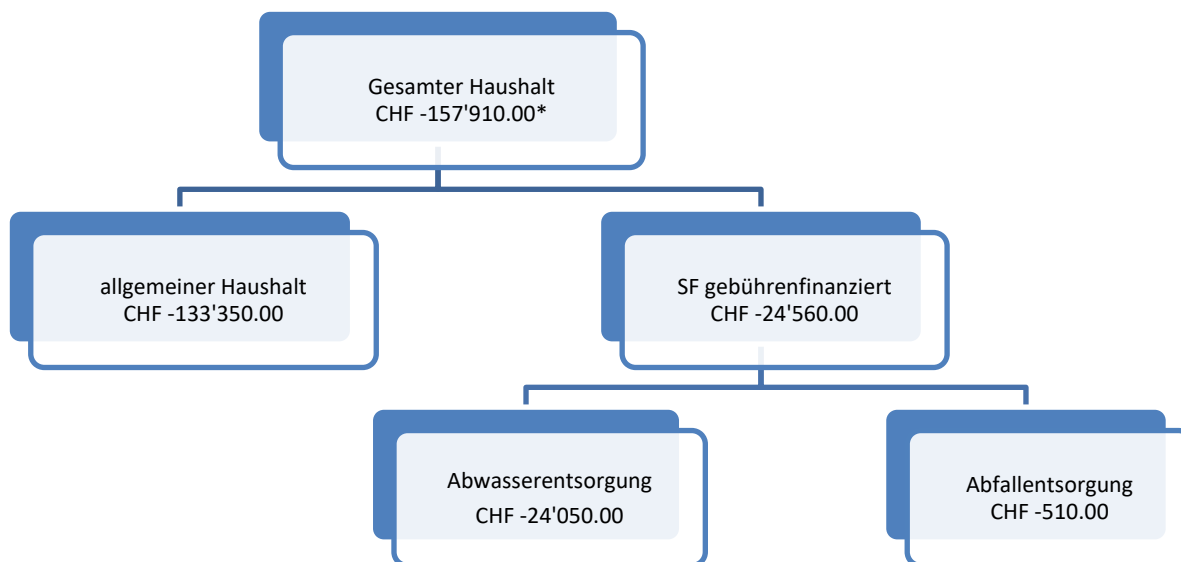 Gesamter Haushalt
CHF -157'910.00*
allgemeiner Haushalt
CHF -133'350.00
SF gebührenfinanziert
CHF -24'560.00
Abwasserentsorgung
CHF -24'050.00
Abfallentsorgung
CHF -510.00